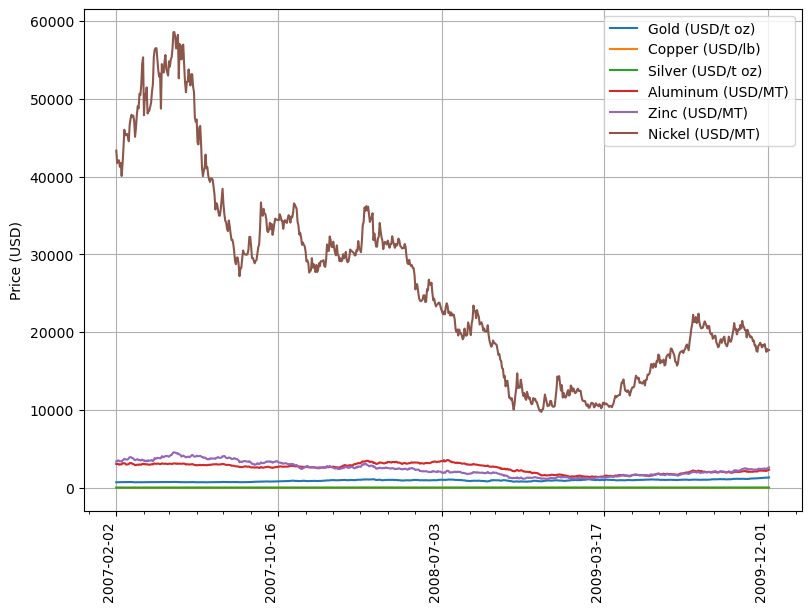 60000
50000
40000
30000
20000
10000
0
Price (USD)
Gold (USD/t oz)
Copper (USD/lb)
Silver (USD/t oz)
Aluminum (USD/MT)
Zinc (USD/MT)
Nickel (USD/MT)
2007-02-02
2007-10-16
2008-07-03
2009-03-17
2009-12-01